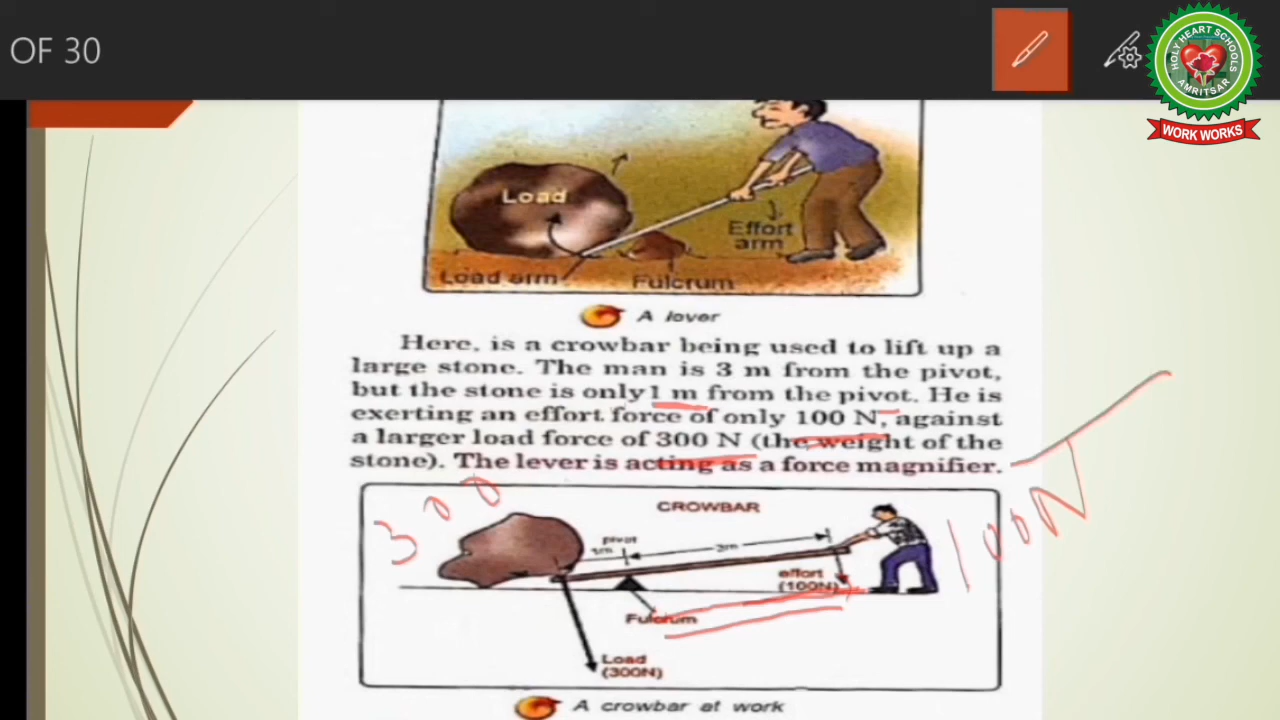 OF 30
HOLY HEART SCHOOLS
AMRITSAR
WORK WORKS
Load
Effort
arm
Load arm
Fulcrum
A lover
Here, is a crowbar being used to lift up a
large stone. The man is 3 m from the pivot,
but the stone is only 1 m from the pivot. He is
exerting an effort force of only 100 N, against
a larger load force of 300 N (the weight of the
stone). The lever is acting as a force magnifier.
300
100N
CROWBAR
pivot
1m
3m
effort
(100N)
Fulcrum
Load
(300N)
A crowbar at work